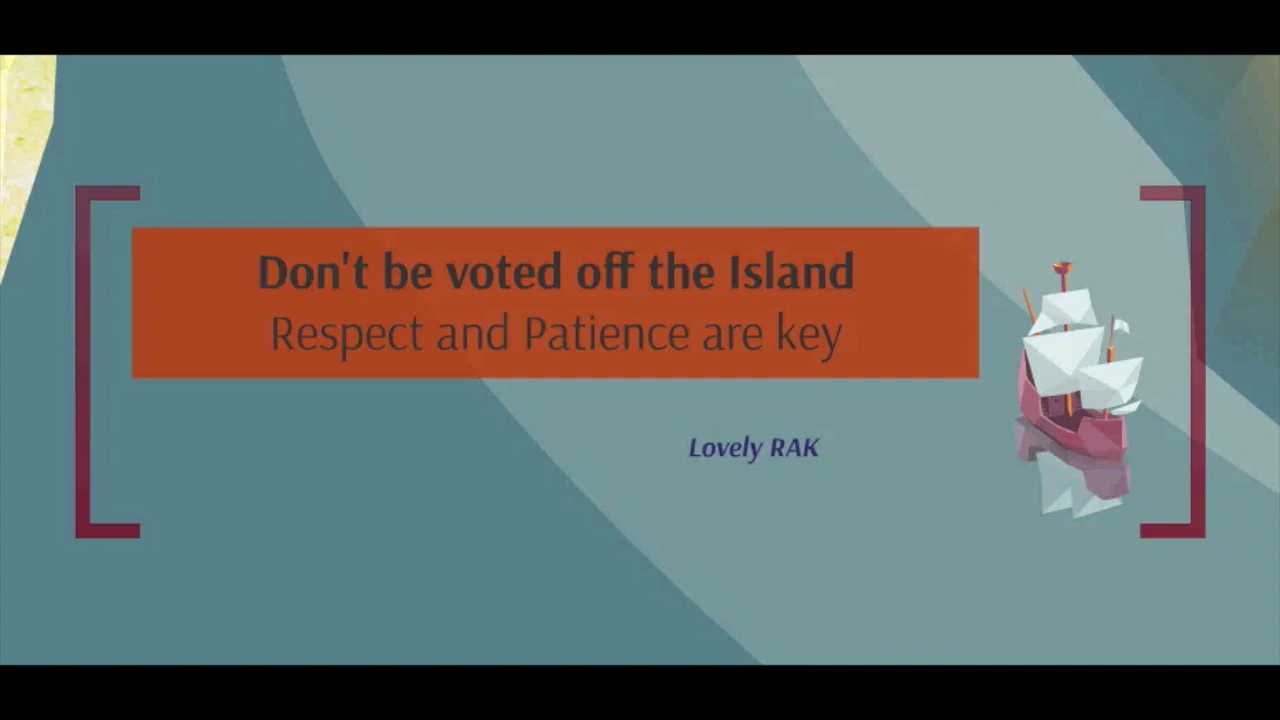 Don't be voted off the Island
Respect and Patience are key
Lovely RAK